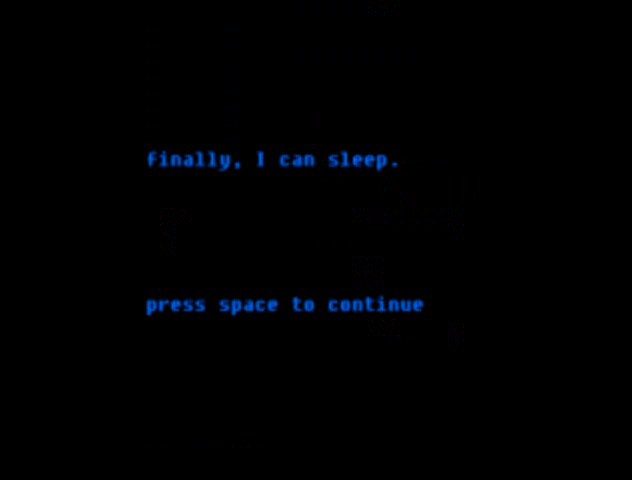 Finally, I can sleep.
press space to continue